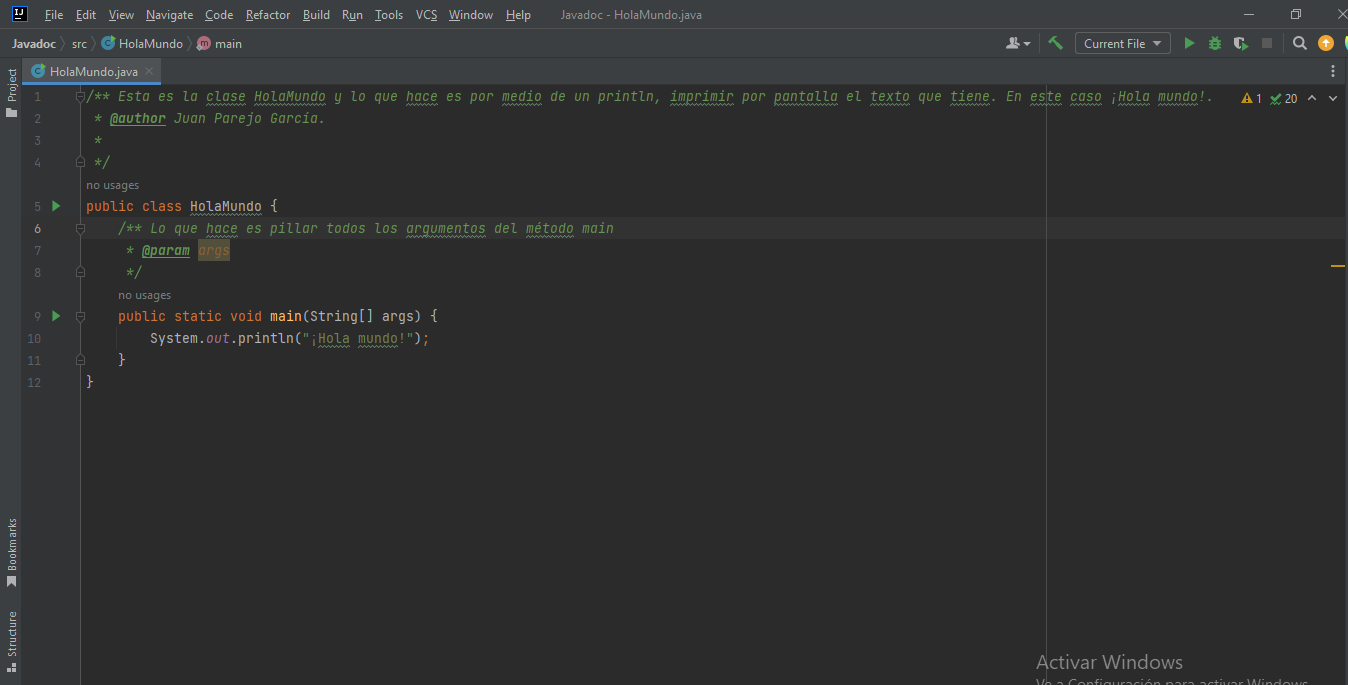 File Edit View Navigate Code Refactor Build Run Tools VCS Window Help Javadoc - HolaMundo.java
Javadoc src HolaMundo main Current File
HolaMundo.java
Project
1 /** Esta es la clase HolaMundo y lo que hace es por medio de un println, imprimir por pantalla el texto que tiene. En este caso ¡Hola mundo!. 1 20
2 * @author Juan Parejo García.
3 *
4 */
no usages
5 public class HolaMundo {
6 /** Lo que hace es pillar todos los argumentos del método main
7 * @param args
8 */
no usages
9 public static void main(String[] args) {
10 System.out.println("¡Hola mundo!");
11 }
12 }
Bookmarks
Structure
Activar Windows
Ve a Configuración para activar Windows.